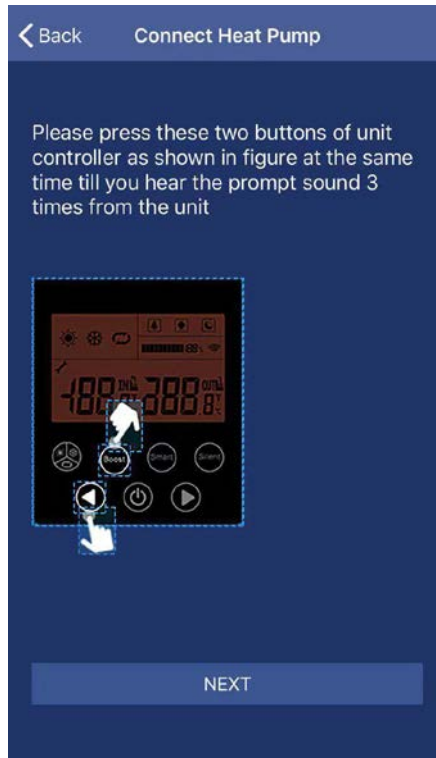 Back Connect Heat Pump
Please press these two buttons of unit
controller as shown in figure at the same
time till you hear the prompt sound 3
times from the unit
Boost Smart Silent
NEXT